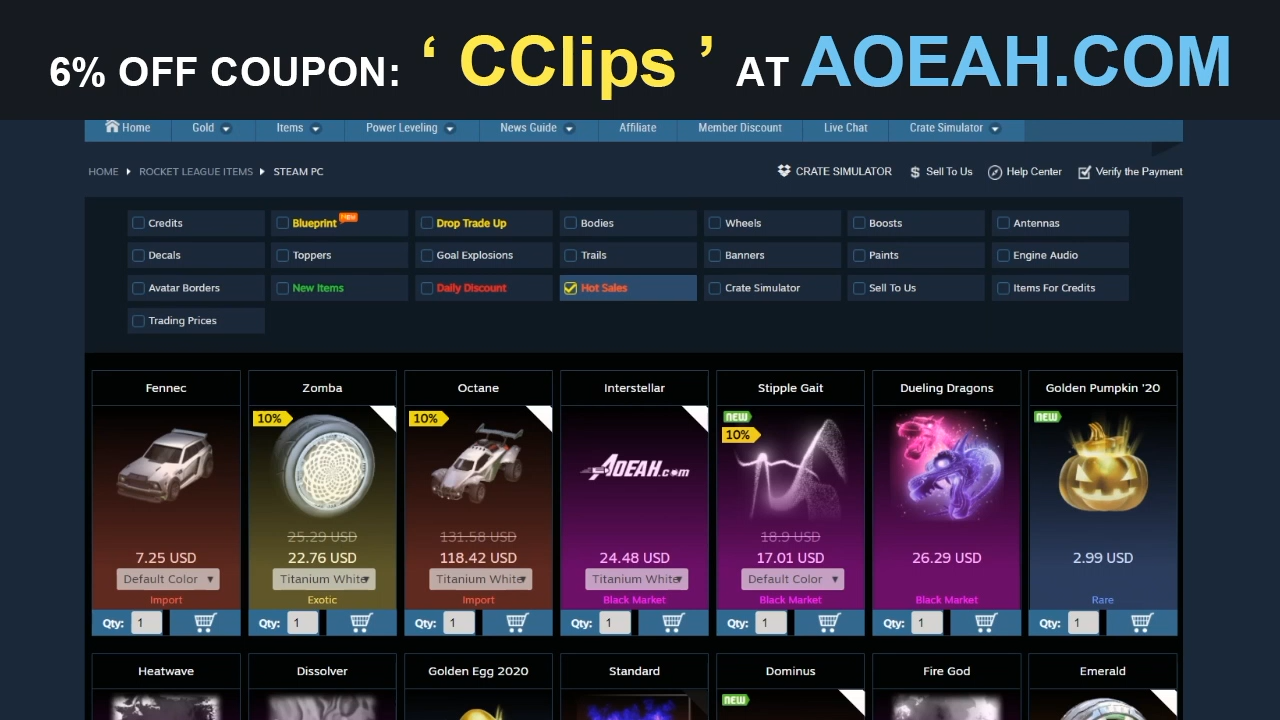 6% OFF COUPON: ‘ CClips ’ AT AOEAH.COM
Home Gold Items Power Leveling News Guide Affiliate Member Discount Live Chat Crate Simulator
HOME ROCKET LEAGUE ITEMS STEAM PC CRATE SIMULATOR Sell To Us Help Center Verify the Payment
Credits Blueprint New Drop Trade Up Bodies Wheels Boosts Antennas
Decals Toppers Goal Explosions Trails Banners Paints Engine Audio
Avatar Borders New Items Daily Discount Hot Sales Crate Simulator Sell To Us Items For Credits
Trading Prices
Fennec Zomba Octane Interstellar Stipple Gait Dueling Dragons Golden Pumpkin '20
10% 10% NEW NEW
10%
AOEAH.com
25.29 USD 131.58 USD 18.9 USD
7.25 USD 22.76 USD 118.42 USD 24.48 USD 17.01 USD 26.29 USD 2.99 USD
Default Color Titanium White Titanium White Titanium White Default Color
Import Exotic Import Black Market Black Market Black Market Rare
Qty: 1 Qty: 1 Qty: 1 Qty: 1 Qty: 1 Qty: 1 Qty: 1
Heatwave Dissolver Golden Egg 2020 Standard Dominus Fire God Emerald
NEW